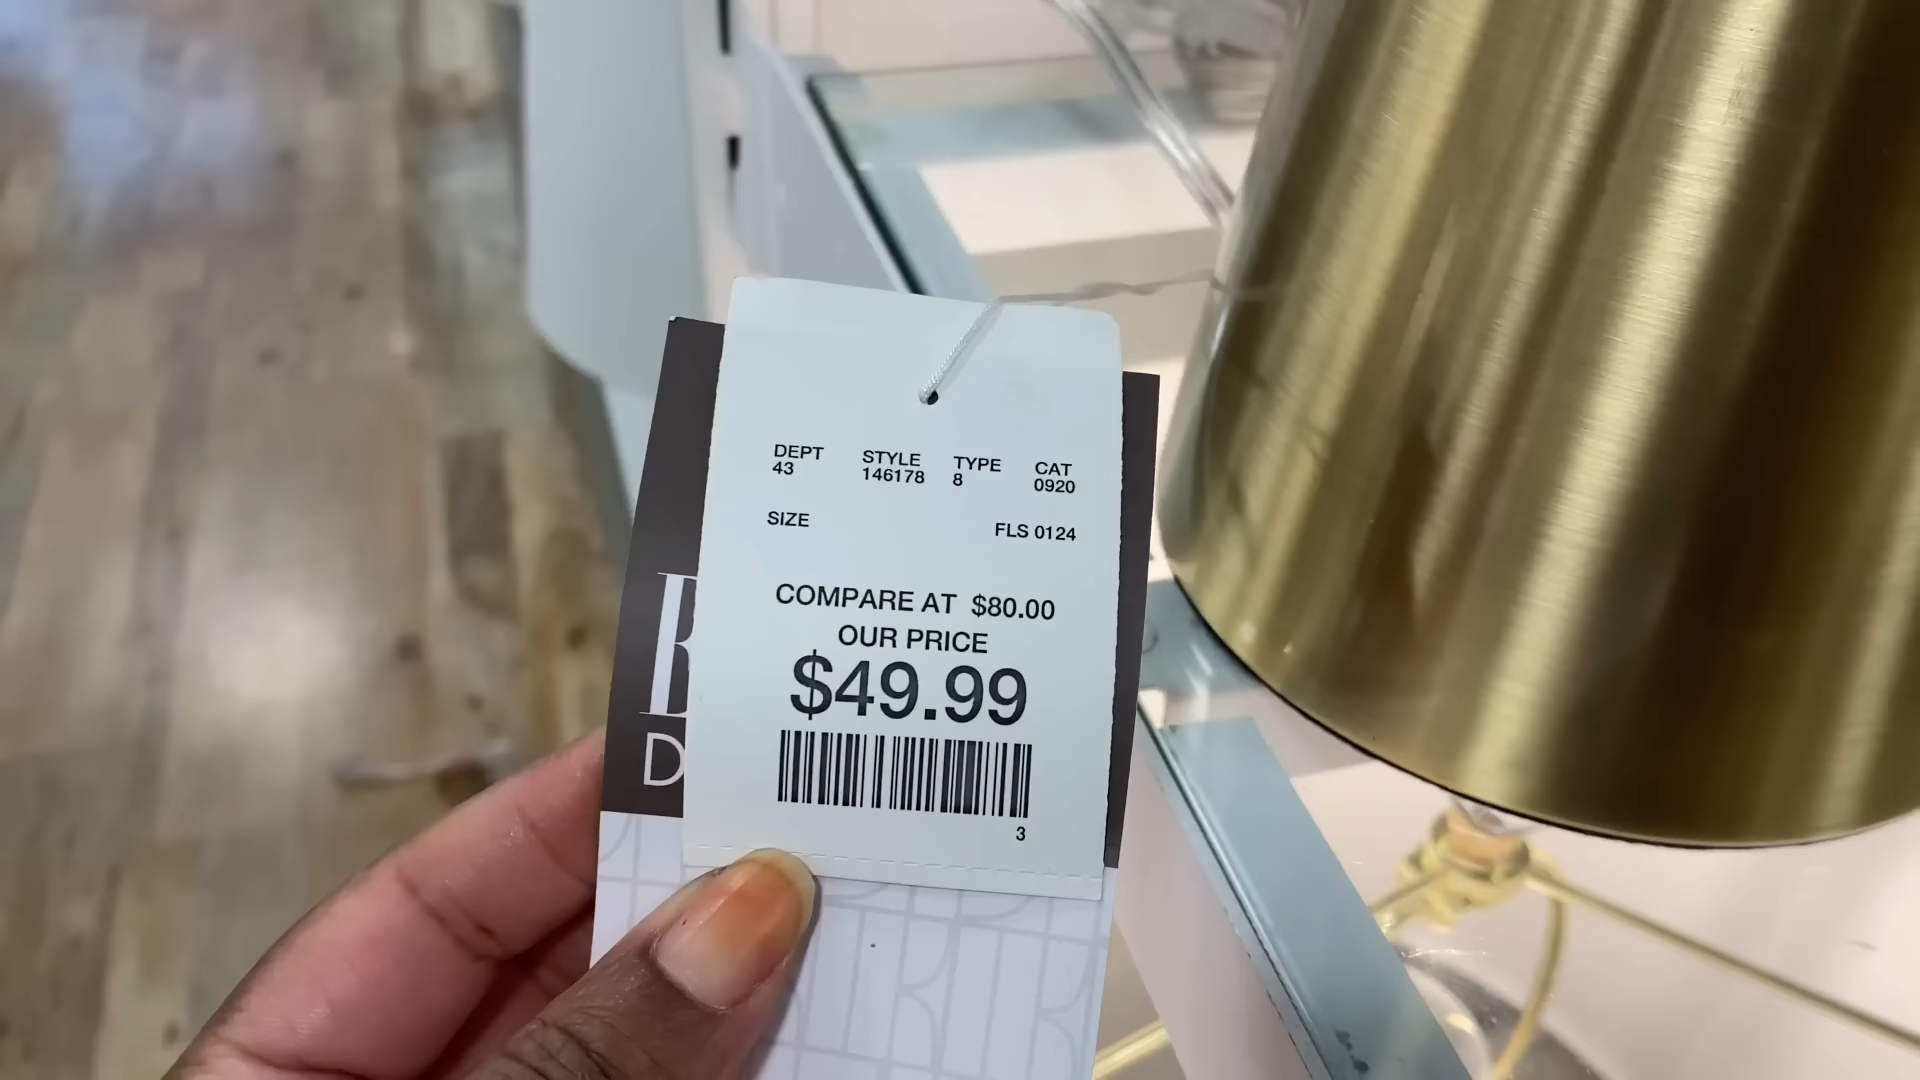 DEPT STYLE TYPE CAT
43 146178 8 0920
SIZE FLS 0124
COMPARE AT $80.00
OUR PRICE
$49.99
3
D